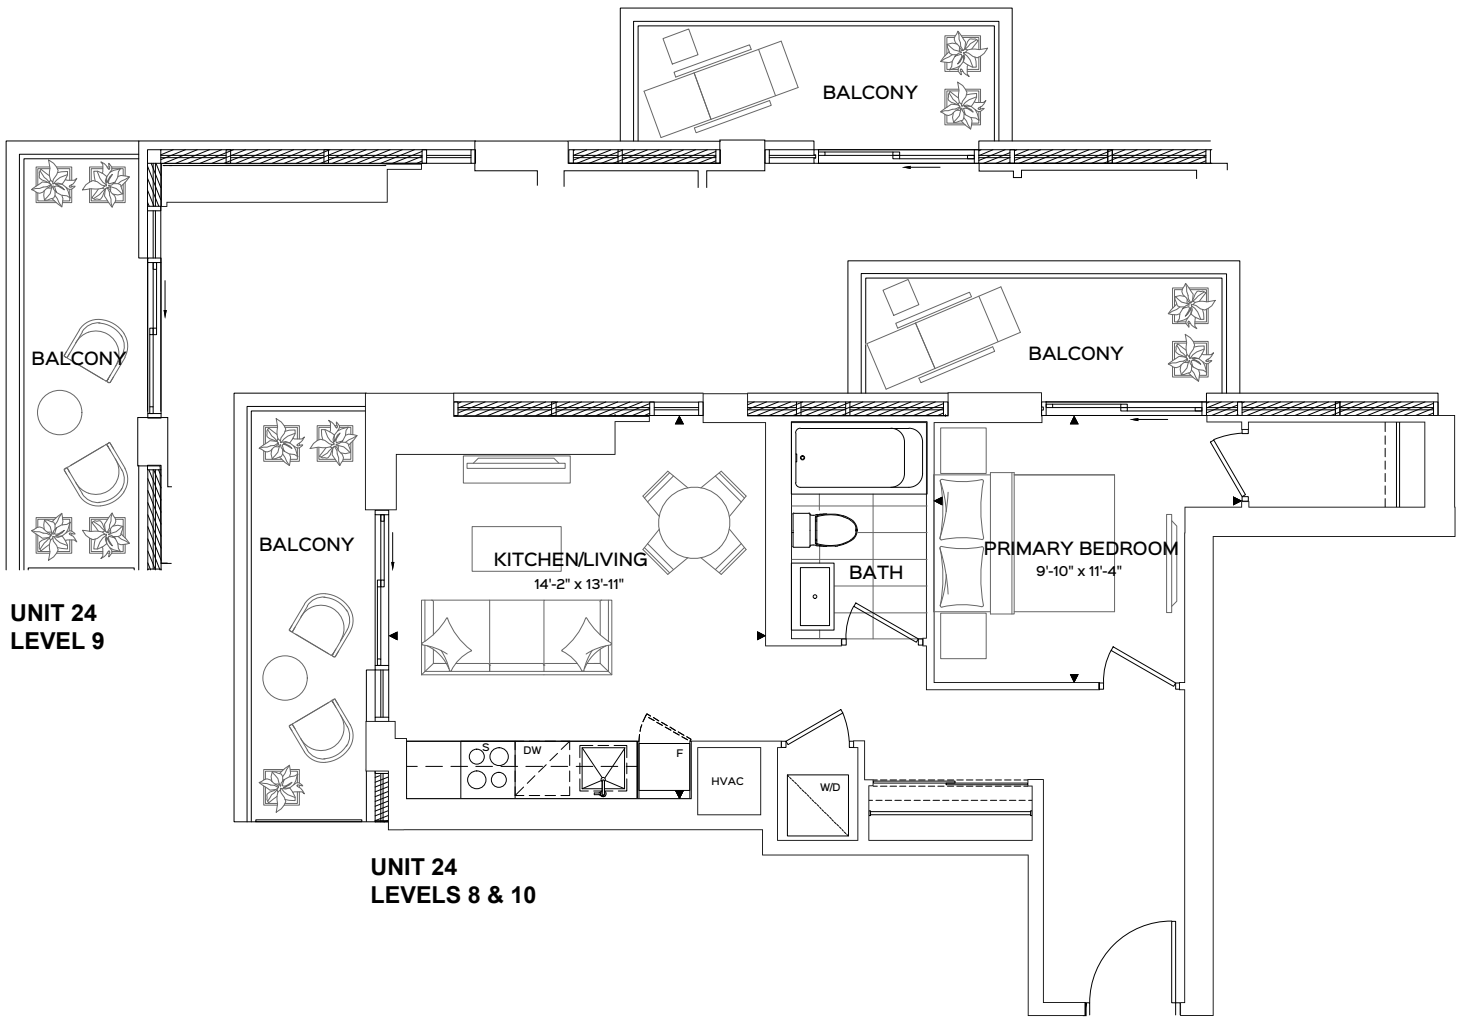 BALCONY
BALCONY
BALCONY
BALCONY
KITCHEN/LIVING
14'-2" x 13'-11"
BATH
PRIMARY BEDROOM
9'-10" x 11'-4"
UNIT 24
LEVEL 9
S
DW
F
HVAC
W/D
UNIT 24
LEVELS 8 & 10